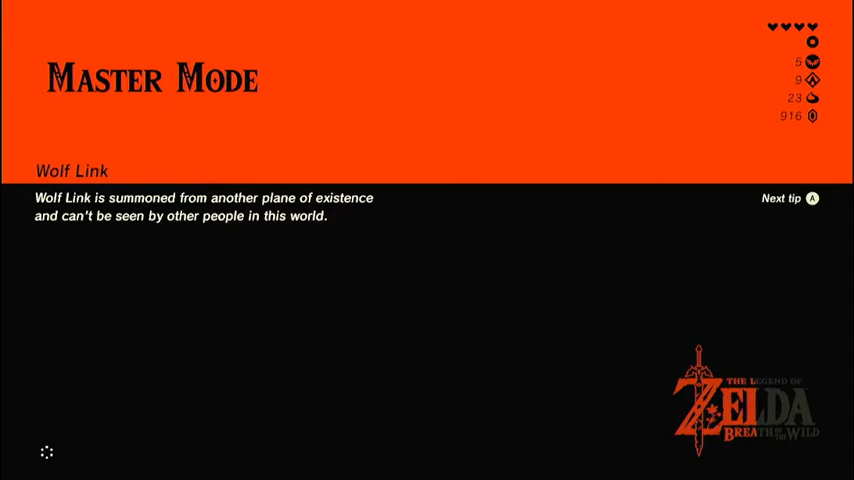 MASTER MODE
5
9
23
916
Wolf Link
Wolf Link is summoned from another plane of existence
and can't be seen by other people in this world.
Next tip A
THE LEGEND OF
ZELDA
BREATH OF THE WILD